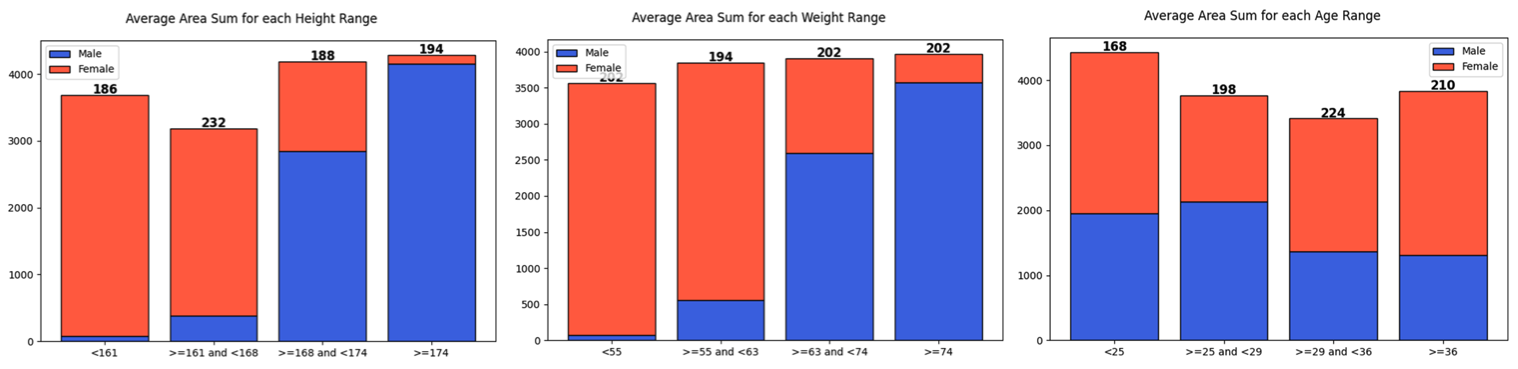 Average Area Sum for each Height Range
Male
Female
186
232
188
194
4000
3000
2000
1000
0
<161
>=161 and <168
>=168 and <174
>=174
Average Area Sum for each Weight Range
Male
Female
202
194
202
202
4000
3500
3000
2500
2000
1500
1000
500
0
<55
>=55 and <63
>=63 and <74
>=74
Average Area Sum for each Age Range
Male
Female
168
198
224
210
4000
3000
2000
1000
0
<25
>=25 and <29
>=29 and <36
>=36